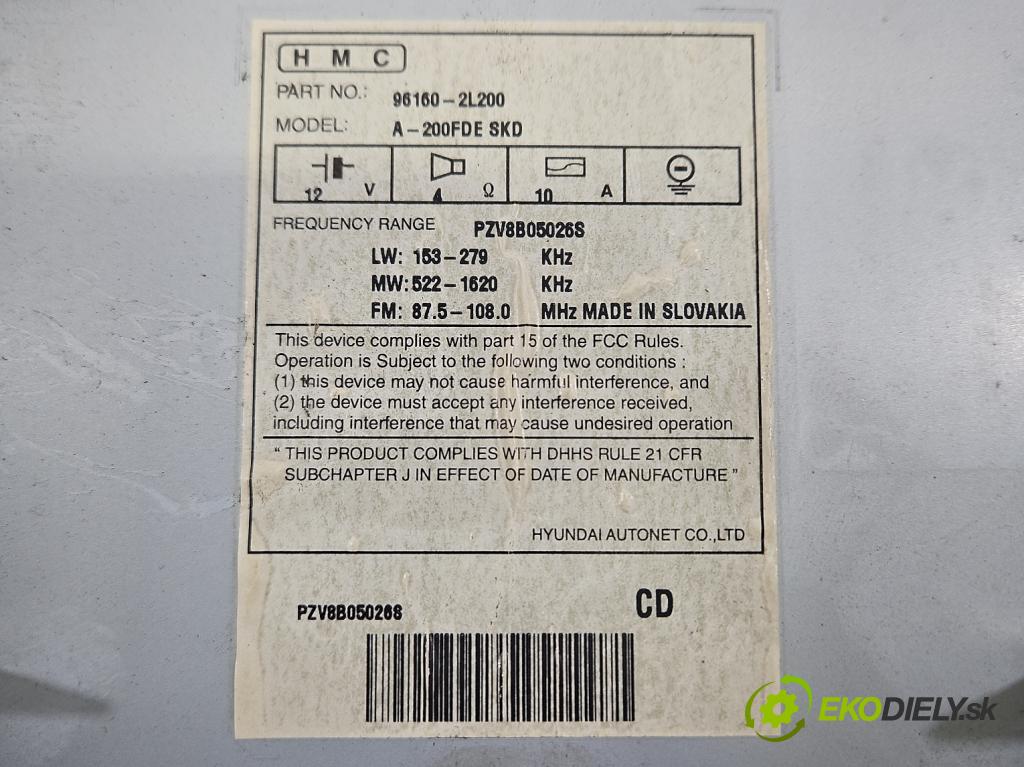 HMC
PART NO.: 96160-2L200
MODEL: A-200FDE SKD
12 V 4 Ω 10 A
FREQUENCY RANGE PZV8B05026S
LW: 153-279 KHz
MW: 522-1620 KHz
FM: 87.5-108.0 MHz MADE IN SLOVAKIA
This device complies with part 15 of the FCC Rules.
Operation is Subject to the following two conditions :
(1) this device may not cause harmful interference, and
(2) the device must accept any interference received,
including interference that may cause undesired operation
" THIS PRODUCT COMPLIES WITH DHHS RULE 21 CFR
SUBCHAPTER J IN EFFECT OF DATE OF MANUFACTURE "
HYUNDAI AUTONET CO.,LTD
PZV8B05026S CD
EKODIELY.sk